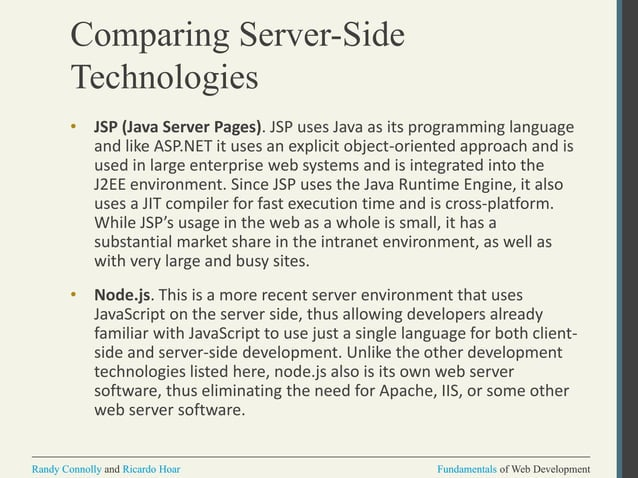 Comparing Server-Side
Technologies
• JSP (Java Server Pages). JSP uses Java as its programming language
and like ASP.NET it uses an explicit object-oriented approach and is
used in large enterprise web systems and is integrated into the
J2EE environment. Since JSP uses the Java Runtime Engine, it also
uses a JIT compiler for fast execution time and is cross-platform.
While JSP’s usage in the web as a whole is small, it has a
substantial market share in the intranet environment, as well as
with very large and busy sites.
• Node.js. This is a more recent server environment that uses
JavaScript on the server side, thus allowing developers already
familiar with JavaScript to use just a single language for both client-
side and server-side development. Unlike the other development
technologies listed here, node.js also is its own web server
software, thus eliminating the need for Apache, IIS, or some other
web server software.
Randy Connolly and Ricardo Hoar
Fundamentals of Web Development